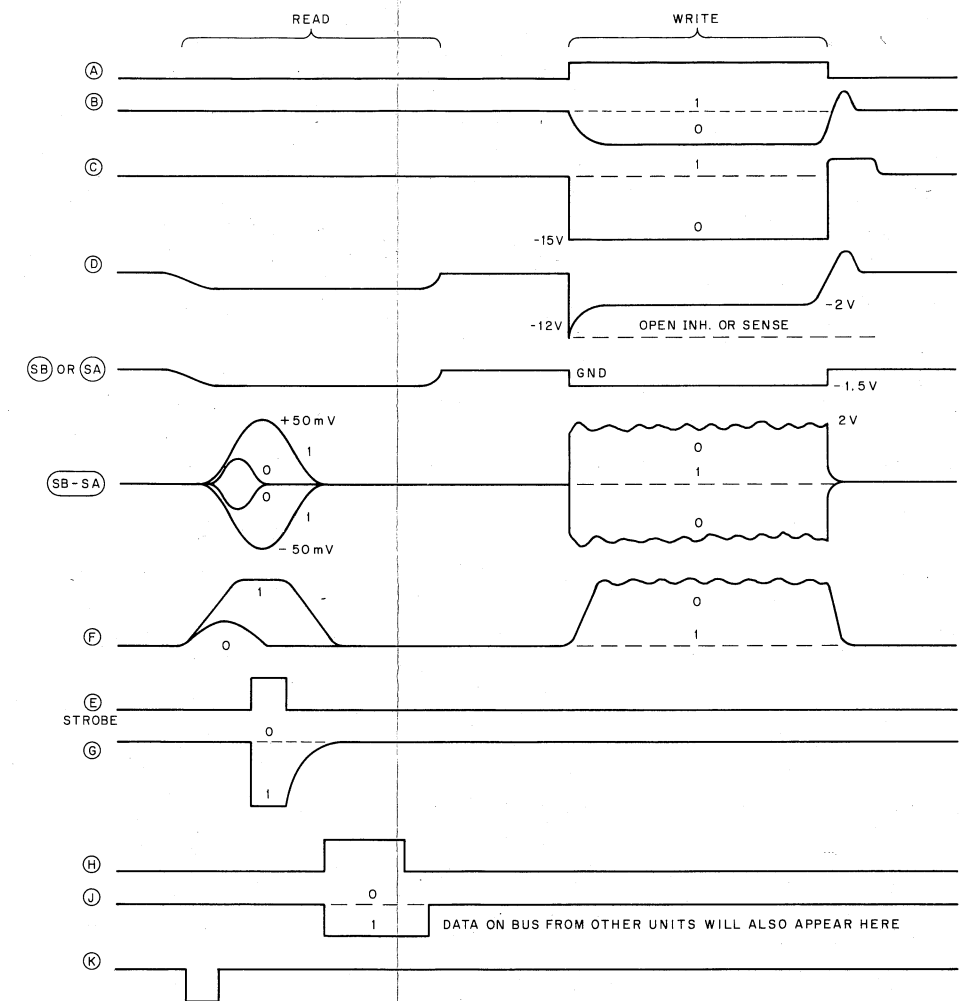 READ WRITE
A
B
1
0
C
1
0
-15V
D
-2V
-12V OPEN INH. OR SENSE
SB OR SA GND
-1.5V
+50mV 2V
1
0 0
SB-SA 1
0
1 0
-50mV
1
0
F 0 1
E
STROBE
0
G
1
H
0
J
1 DATA ON BUS FROM OTHER UNITS WILL ALSO APPEAR HERE
K